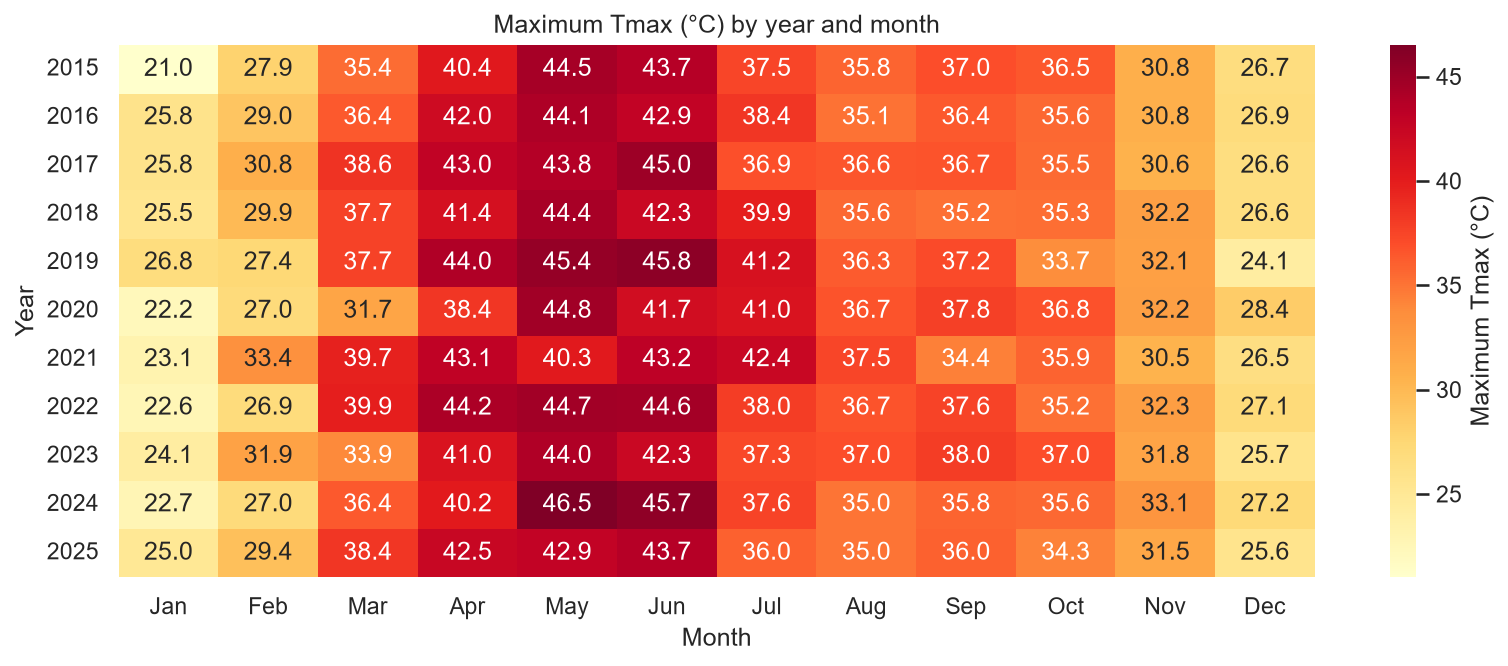 Maximum Tmax (°C) by year and month
2015 21.0 27.9 35.4 40.4 44.5 43.7 37.5 35.8 37.0 36.5 30.8 26.7
2016 25.8 29.0 36.4 42.0 44.1 42.9 38.4 35.1 36.4 35.6 30.8 26.9
2017 25.8 30.8 38.6 43.0 43.8 45.0 36.9 36.6 36.7 35.5 30.6 26.6
2018 25.5 29.9 37.7 41.4 44.4 42.3 39.9 35.6 35.2 35.3 32.2 26.6
2019 26.8 27.4 37.7 44.0 45.4 45.8 41.2 36.3 37.2 33.7 32.1 24.1
2020 22.2 27.0 31.7 38.4 44.8 41.7 41.0 36.7 37.8 36.8 32.2 28.4
2021 23.1 33.4 39.7 43.1 40.3 43.2 42.4 37.5 34.4 35.9 30.5 26.5
2022 22.6 26.9 39.9 44.2 44.7 44.6 38.0 36.7 37.6 35.2 32.3 27.1
2023 24.1 31.9 33.9 41.0 44.0 42.3 37.3 37.0 38.0 37.0 31.8 25.7
2024 22.7 27.0 36.4 40.2 46.5 45.7 37.6 35.0 35.8 35.6 33.1 27.2
2025 25.0 29.4 38.4 42.5 42.9 43.7 36.0 35.0 36.0 34.3 31.5 25.6
Jan Feb Mar Apr May Jun Jul Aug Sep Oct Nov Dec
Month
Year
45
40
35
30
25
Maximum Tmax (°C)